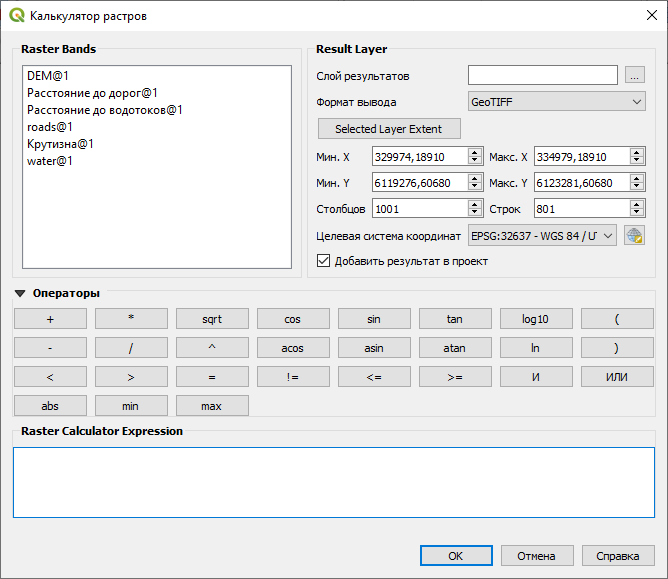 Калькулятор растров
Raster Bands
DEM@1
Расстояние до дорог@1
Расстояние до водотоков@1
roads@1
Крутизна@1
water@1
Result Layer
Слой результатов ...
Формат вывода GeoTIFF
Selected Layer Extent
Мин. X 329974,18910 Макс. X 334979,18910
Мин. Y 6119276,60680 Макс. Y 6123281,60680
Столбцов 1001 Строк 801
Целевая система координат EPSG:32637 - WGS 84 / UT
Добавить результат в проект
Операторы
+ * sqrt cos sin tan log10 (
- / ^ acos asin atan ln )
< > = != <= >= И ИЛИ
abs min max
Raster Calculator Expression
OK Отмена Справка